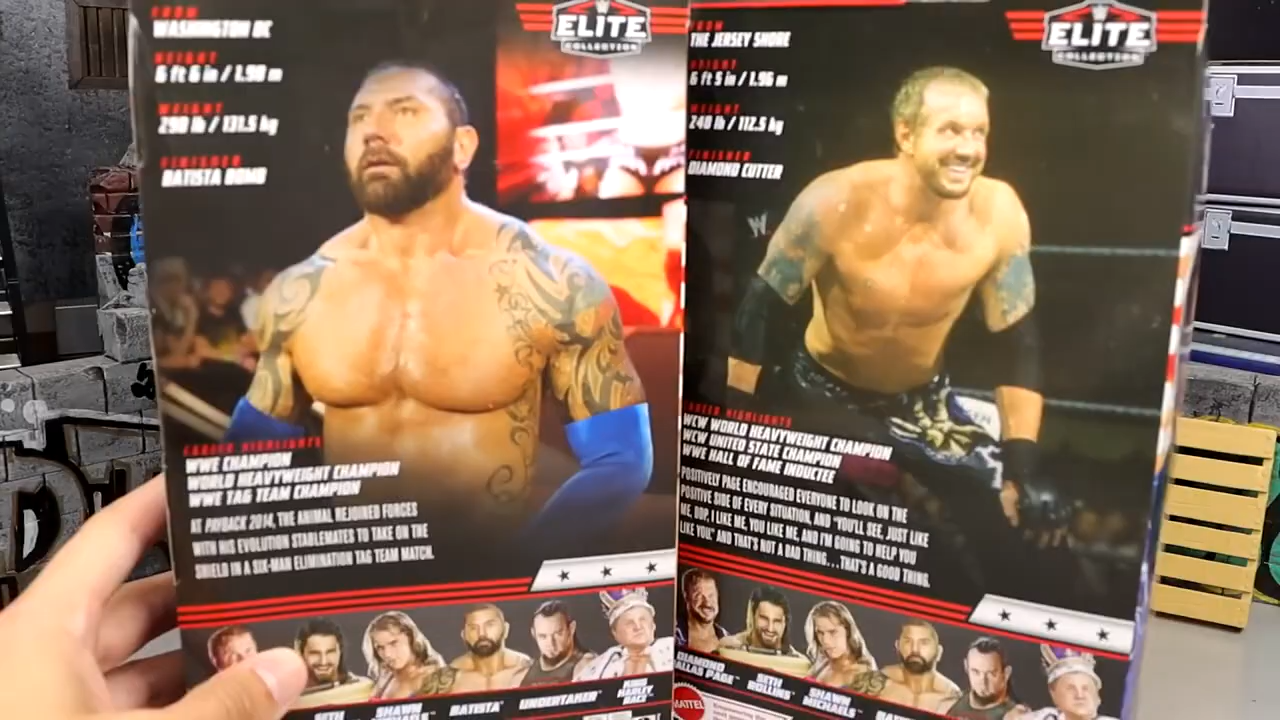 FROM
WASHINGTON DC
HEIGHT
6 ft 6 in / 1.98 m
WEIGHT
290 lb / 131.5 kg
FINISHER
BATISTA BOMB
ELITE
COLLECTION
CAREER HIGHLIGHTS
WWE CHAMPION
WORLD HEAVYWEIGHT CHAMPION
WWE TAG TEAM CHAMPION
AT PAYBACK 2014, THE ANIMAL REJOINED FORCES
WITH HIS EVOLUTION STABLEMATES TO TAKE ON THE
SHIELD IN A SIX-MAN ELIMINATION TAG TEAM MATCH.
SETH
SHAWN
BATISTA™
UNDERTAKER™
KING
HARLEY
RACE
FROM
THE JERSEY SHORE
HEIGHT
6 ft 5 in / 1.96 m
WEIGHT
248 lb / 112.5 kg
FINISHER
DIAMOND CUTTER
ELITE
COLLECTION
W
CAREER HIGHLIGHTS
WCW WORLD HEAVYWEIGHT CHAMPION
WCW UNITED STATE CHAMPION
WWE HALL OF FAME INDUCTEE
POSITIVELY PAGE ENCOURAGED EVERYONE TO LOOK ON THE
POSITIVE SIDE OF EVERY SITUATION, AND "YOU'LL SEE, JUST LIKE
ME, DDP, I LIKE ME, YOU LIKE ME, AND I'M GOING TO HELP YOU
LIKE YOU." AND THAT'S NOT A BAD THING...THAT'S A GOOD THING.
DIAMOND
DALLAS PAGE™
SETH
ROLLINS™
SHAWN
MICHAELS™
MATTEL